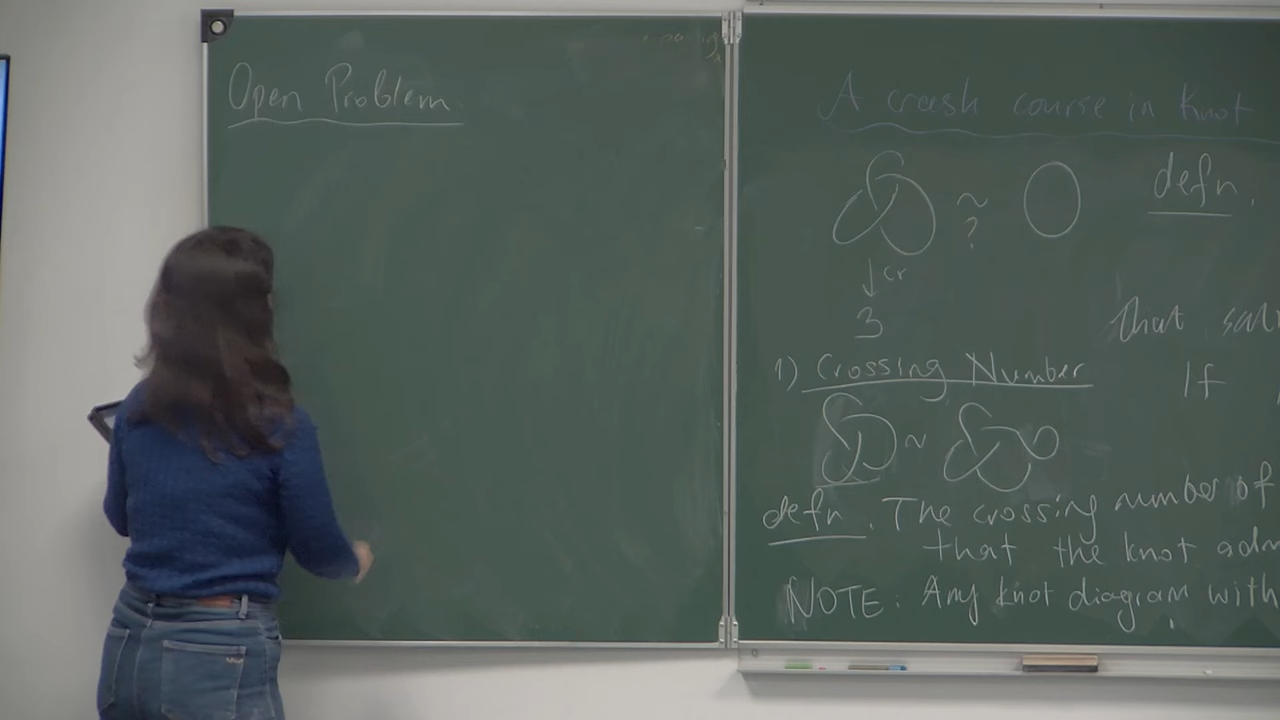 Open Problem.
A crash course in Knot
defn.
~
?
cr
3
that
1) Crossing Number
If
~
defn. The crossing number of
that the knot
NOTE: Any knot diagram with